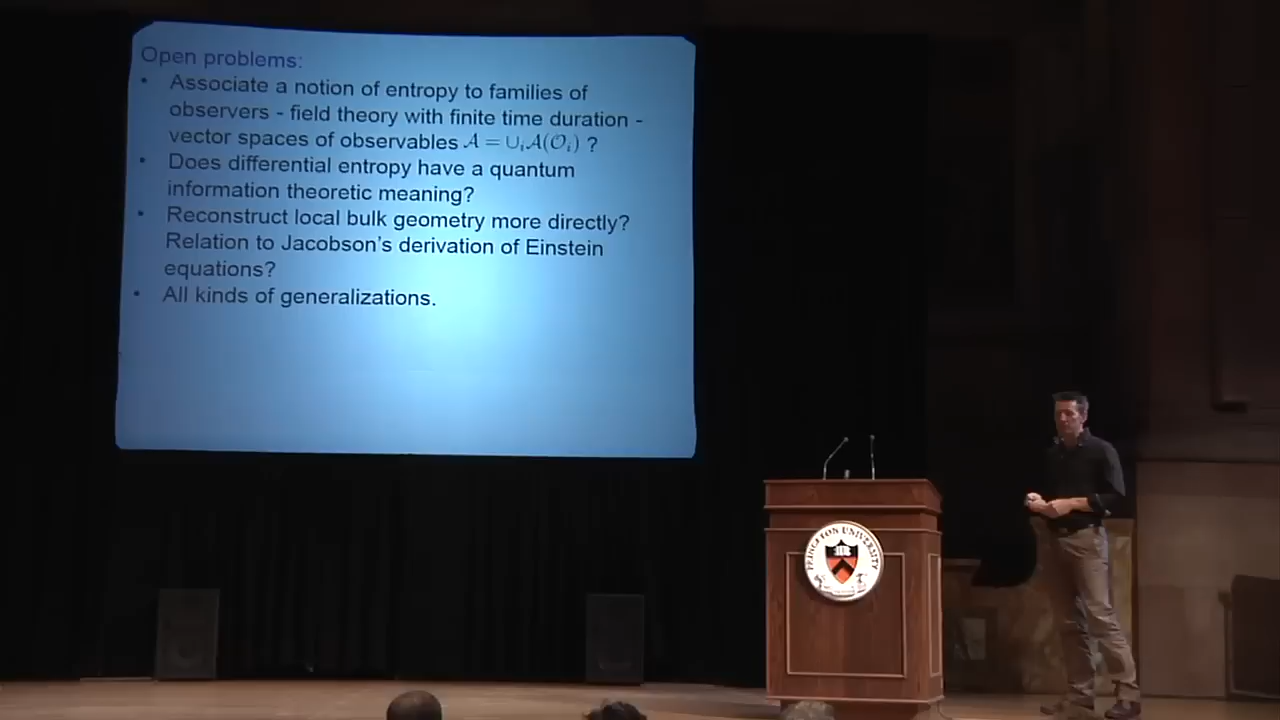 Open problems:
• Associate a notion of entropy to families of
observers - field theory with finite time duration -
vector spaces of observables 𝒜 = ∪ᵢ𝒜(𝒪ᵢ) ?
• Does differential entropy have a quantum
information theoretic meaning?
• Reconstruct local bulk geometry more directly?
Relation to Jacobson's derivation of Einstein
equations?
• All kinds of generalizations.
PRINCETON UNIVERSITY